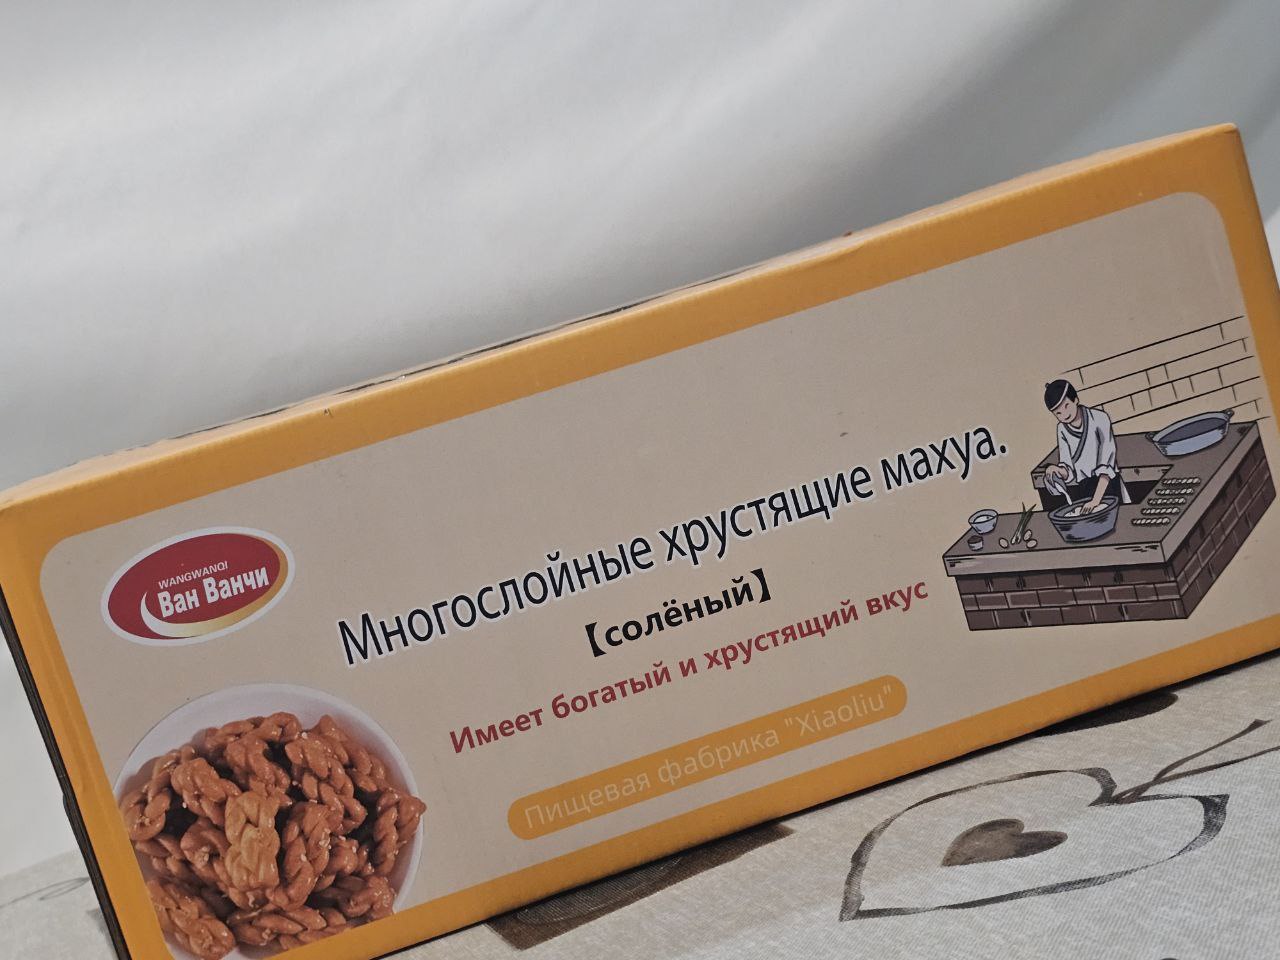 WANGWANQI
Ван Ванчи
Многослойные хрустящие махуа.
【солёный】
Имеет богатый и хрустящий вкус
Пищевая фабрика "Xiaoliu"